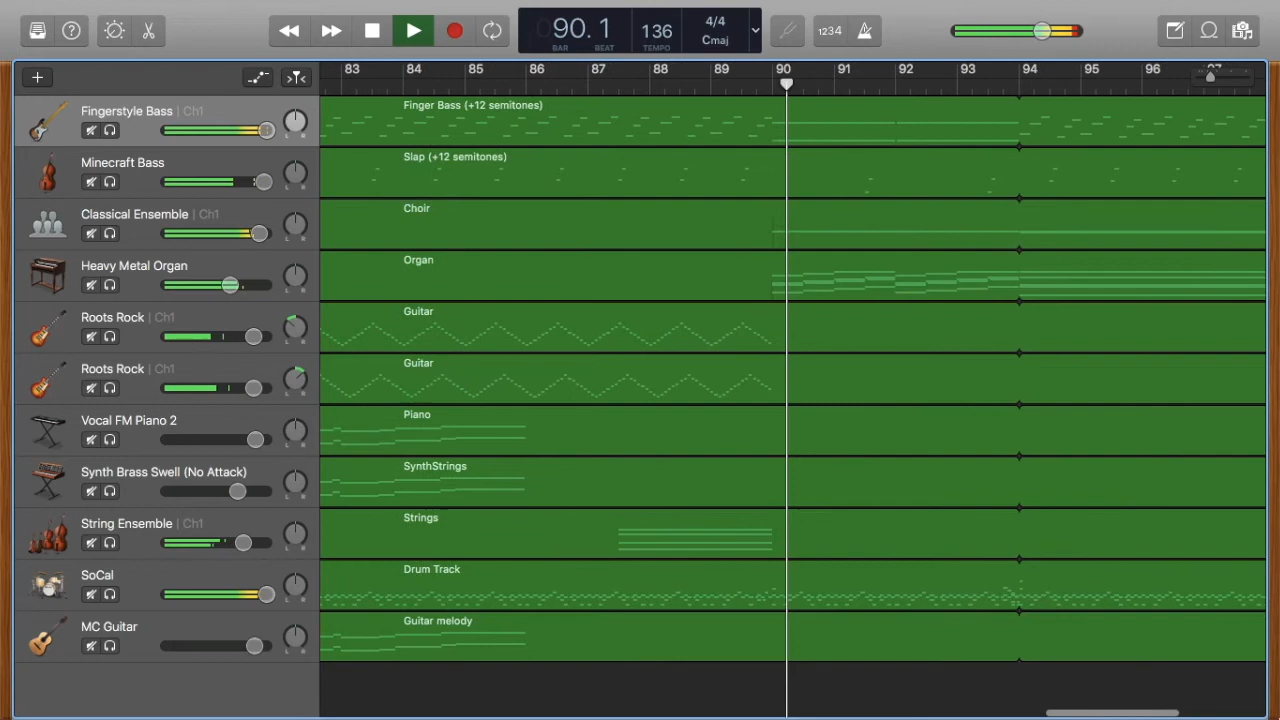 90.1
BAR BEAT
136
TEMPO
4/4
Cmaj
1234
83 84 85 86 87 88 89 90 91 92 93 94 95 96 97
Fingerstyle Bass | Ch1
L R
Finger Bass (+12 semitones)
Minecraft Bass
L R
Slap (+12 semitones)
Classical Ensemble | Ch1
L R
Choir
Heavy Metal Organ
L R
Organ
Roots Rock | Ch1
L R
Guitar
Roots Rock | Ch1
L R
Guitar
Vocal FM Piano 2
L R
Piano
Synth Brass Swell (No Attack)
L R
SynthStrings
String Ensemble | Ch1
L R
Strings
SoCal
L R
Drum Track
MC Guitar
L R
Guitar melody